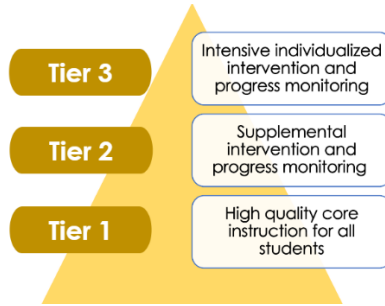 Tier 3
Intensive individualized
intervention and
progress monitoring
Tier 2
Supplemental
intervention and
progress monitoring
Tier 1
High quality core
instruction for all
students